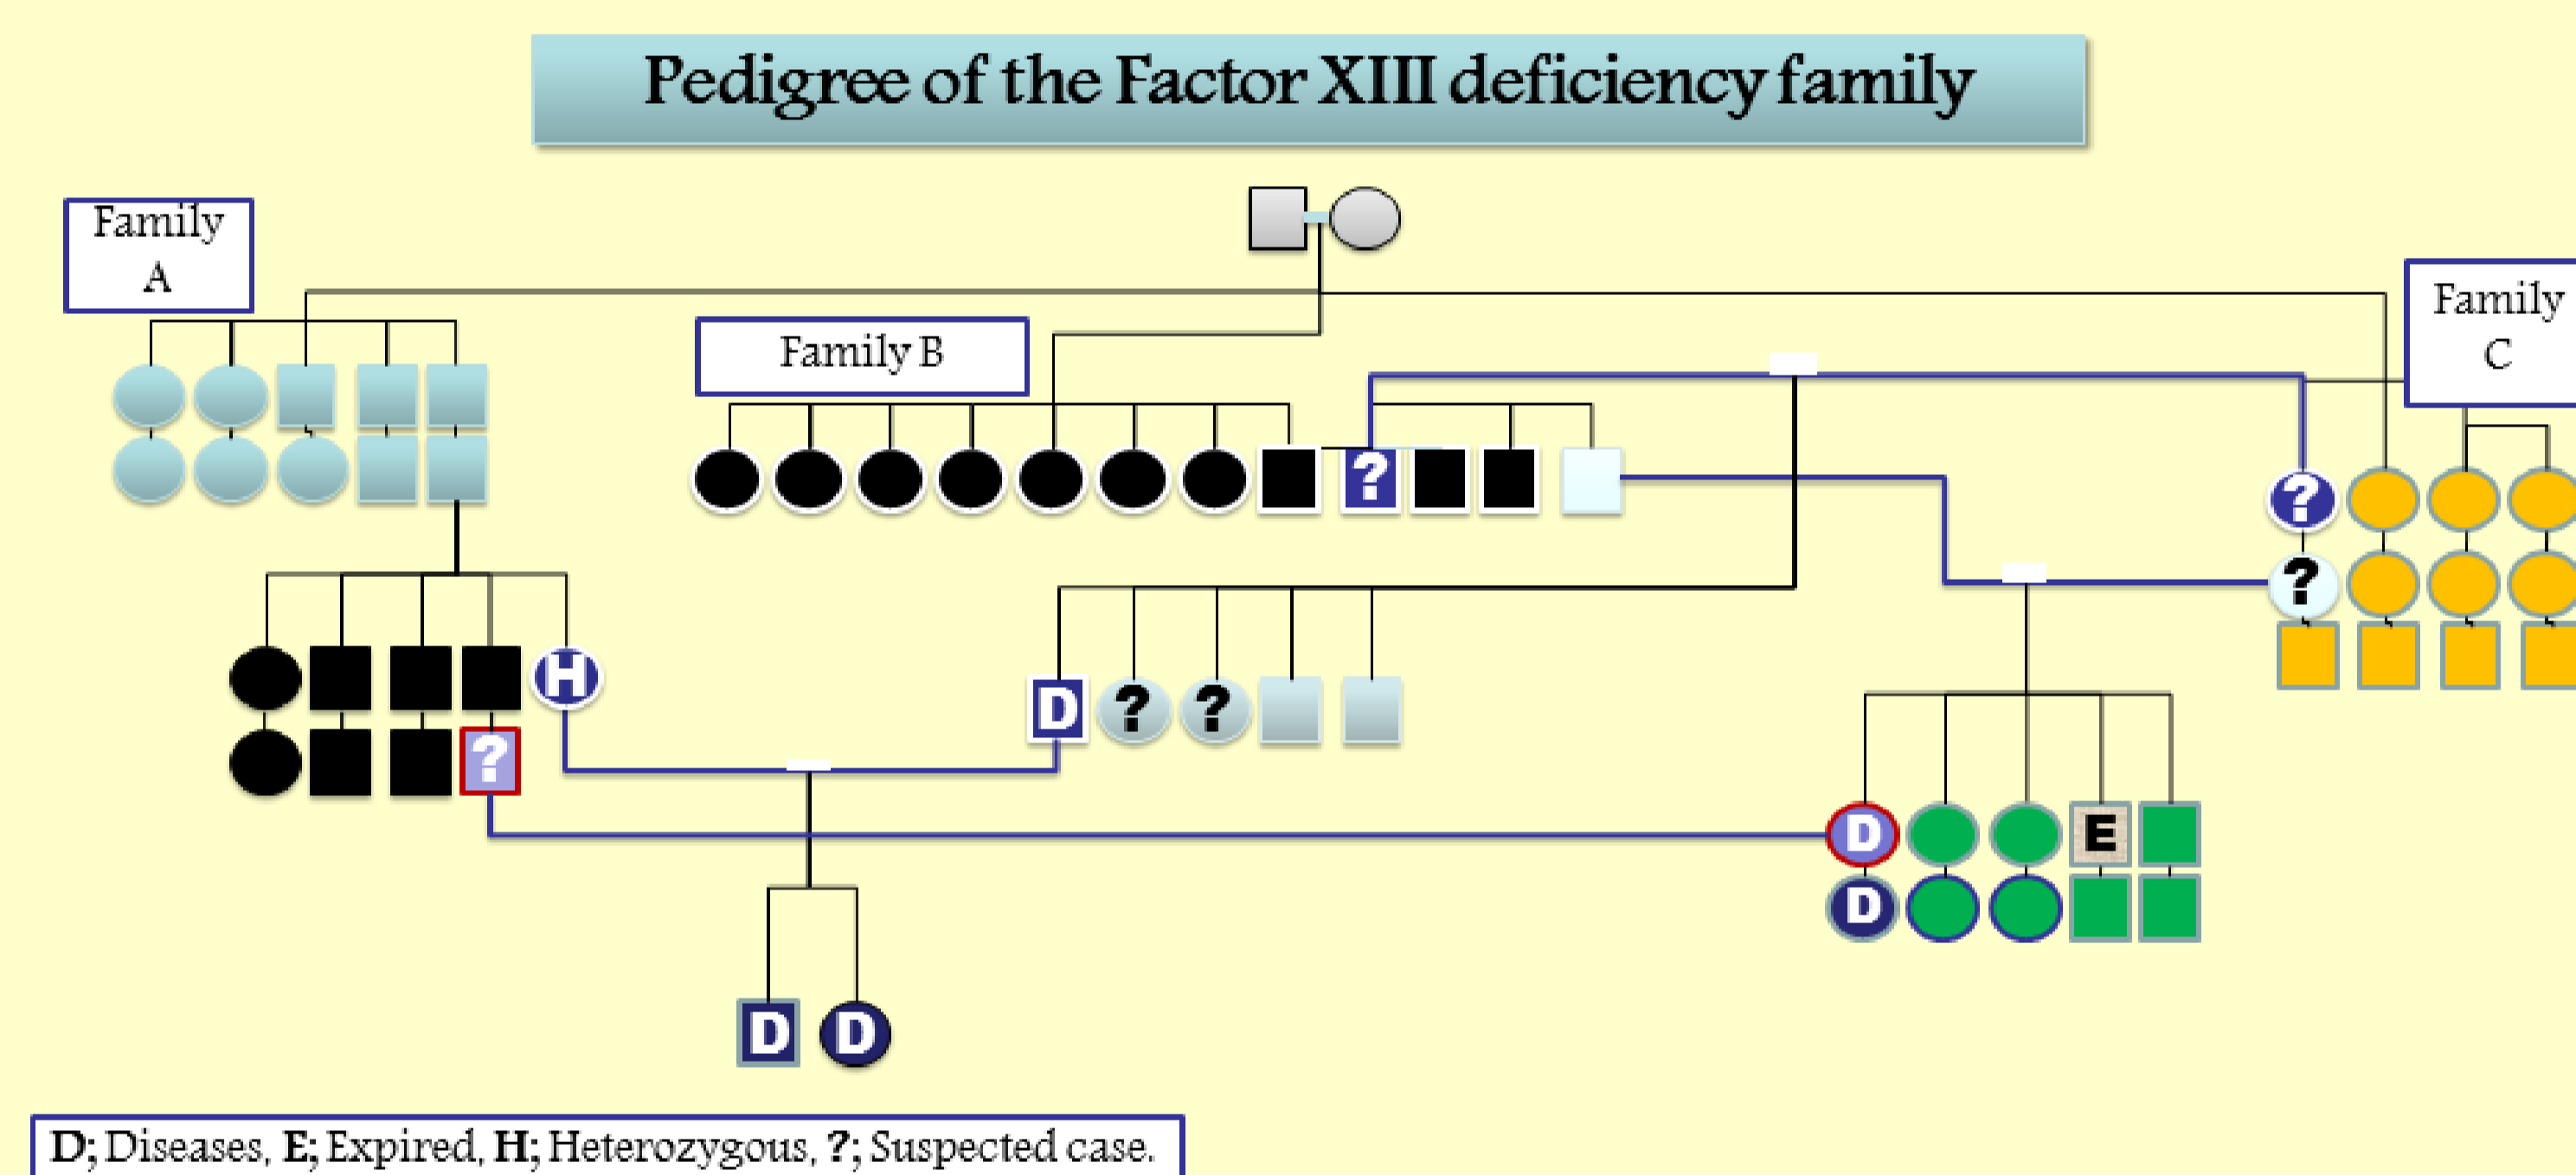 Pedigree of the Factor XIII deficiency family
Family
A
Family B
Family
C
?
?
?
H
D
?
?
?
D
E
D
D
D
D; Diseases, E; Expired, H; Heterozygous, ?; Suspected case.